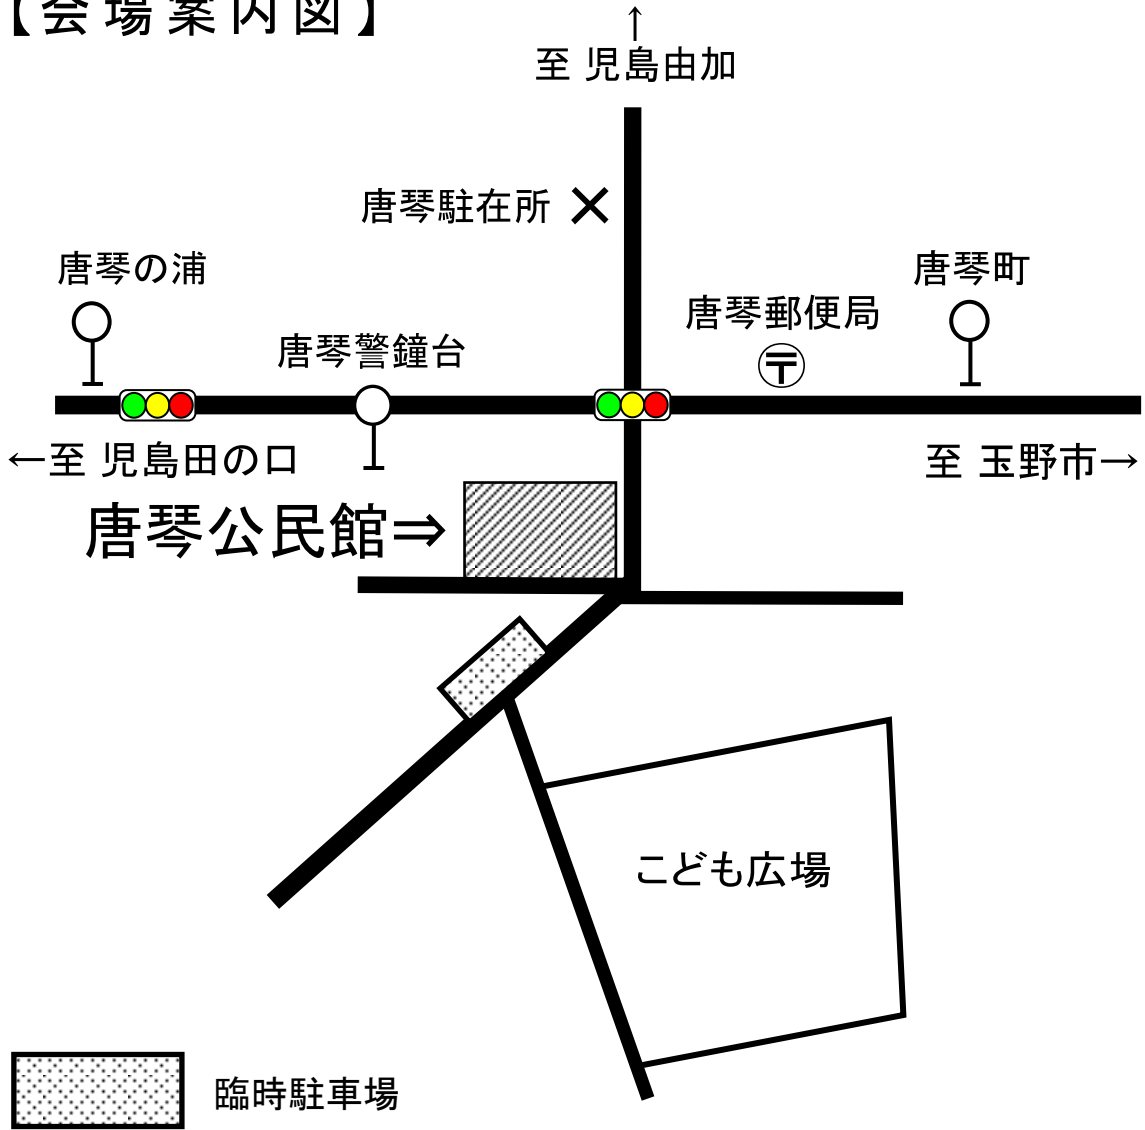 【会場案内図】
↑
至 児島由加
唐琴駐在所
唐琴の浦
唐琴町
唐琴郵便局
〒
唐琴警鐘台
←至 児島田の口
至 玉野市→
唐琴公民館⇒
こども広場
臨時駐車場